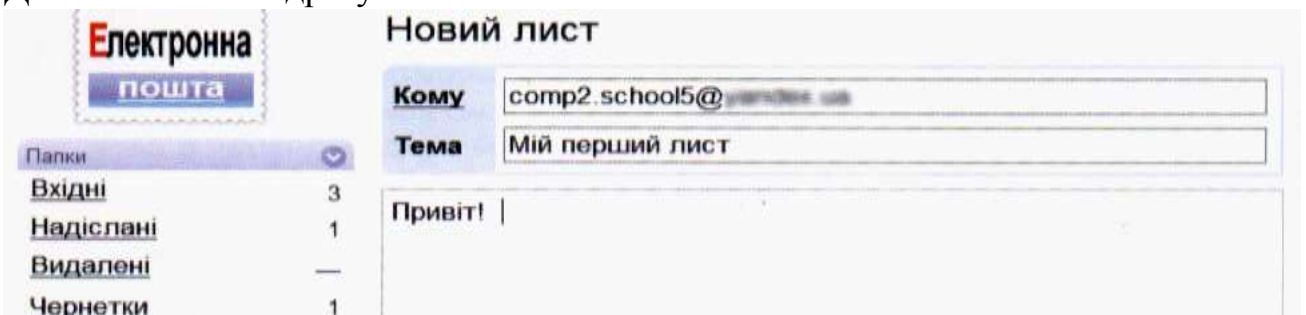 Електронна
пошта
Папки
Вхідні 3
Надіслані 1
Видалені —
Чернетки 1
Новий лист
Кому comp2.school5@
Тема Мій перший лист
Привіт!